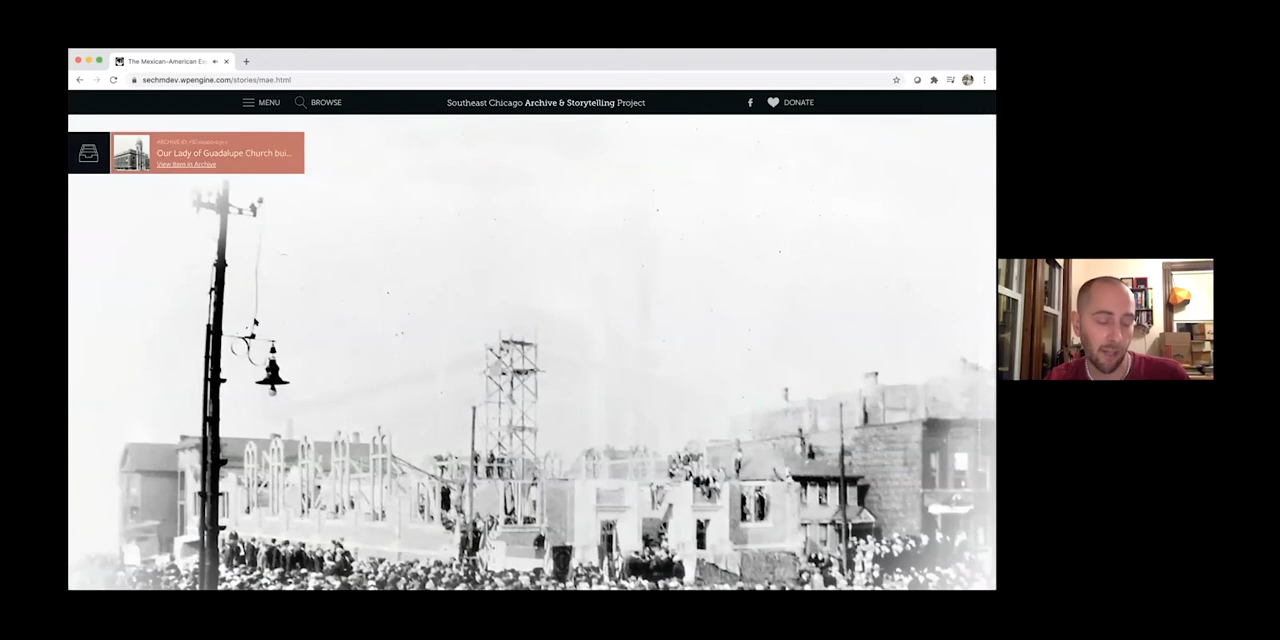 The Mexican-American Ex
sechmdev.wpengine.com/stories/mae.html
MENU
BROWSE
Southeast Chicago Archive & Storytelling Project
DONATE
Our Lady of Guadalupe Church bui...
View Item in Archive